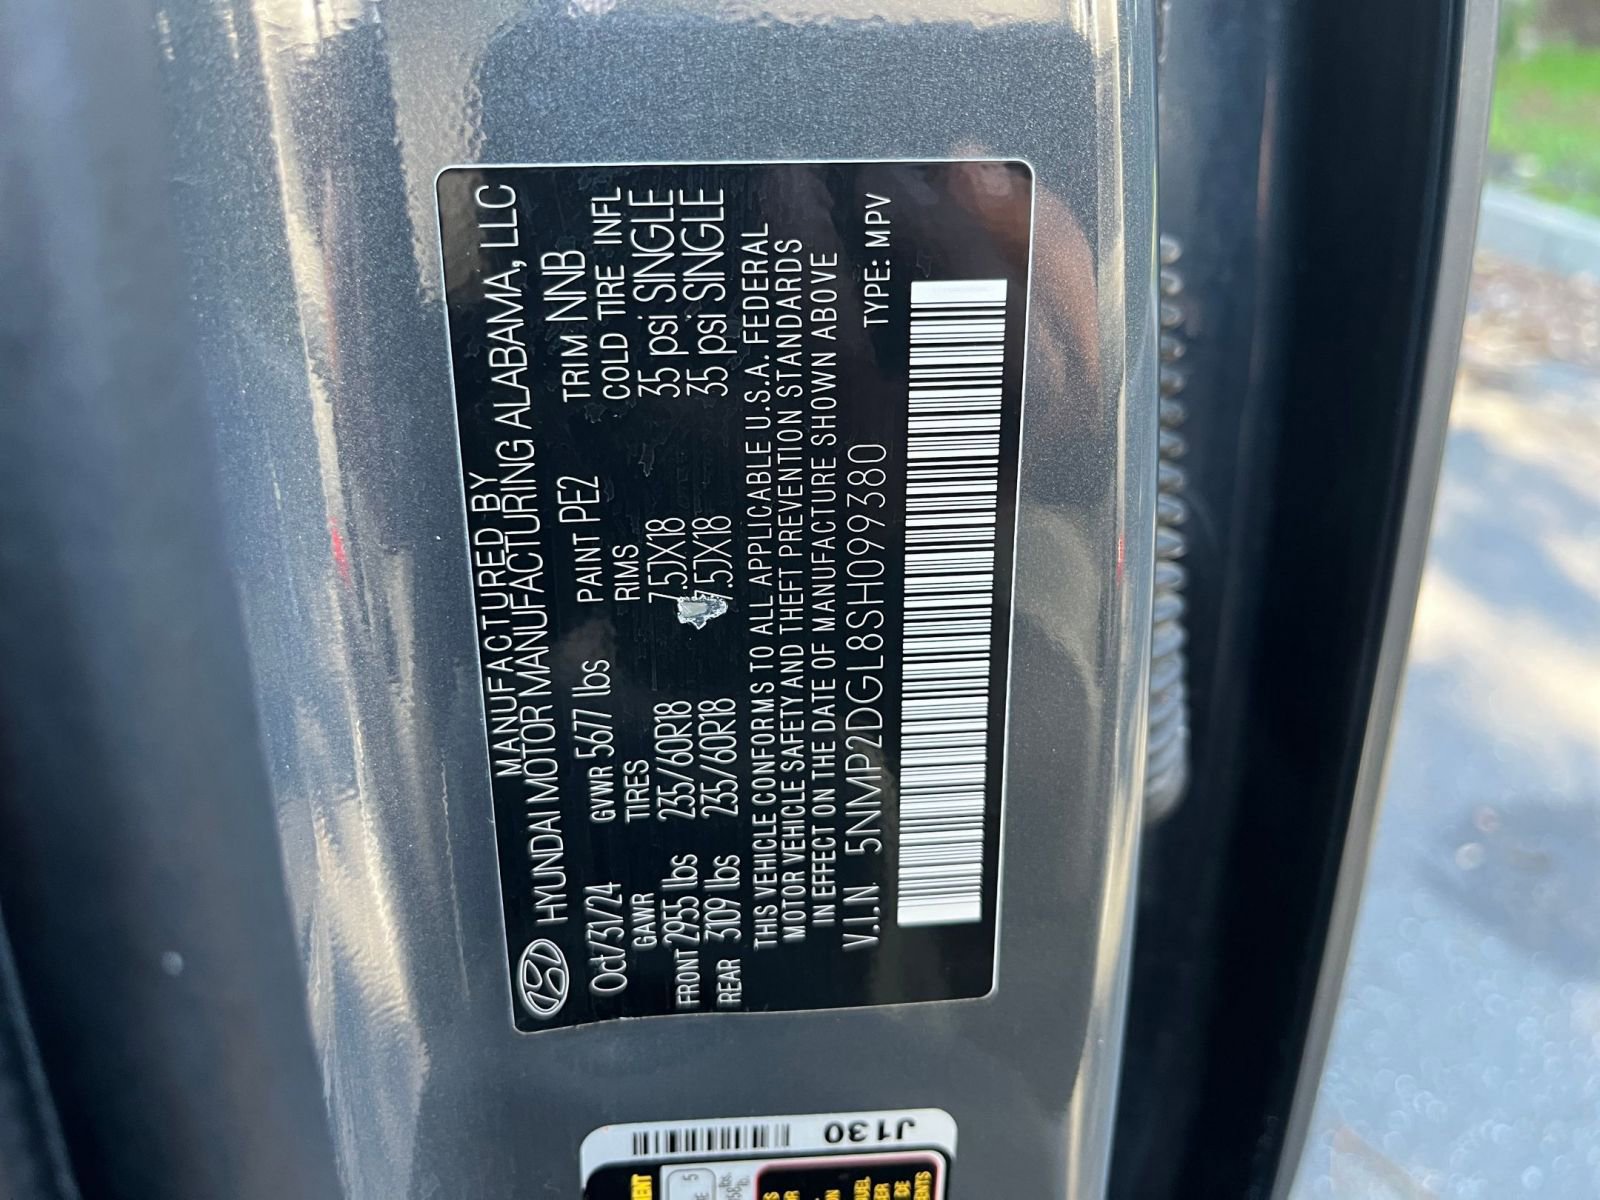 MANUFACTURED BY
HYUNDAI MOTOR MANUFACTURING ALABAMA, LLC
Oct/31/24 GVWR 5677 lbs PAINT PE2 TRIM NNB
GAWR TIRES RIMS COLD TIRE INFL
FRONT 2955 lbs 235/60R18 7.5JX18 35 psi SINGLE
REAR 3109 lbs 235/60R18 7.5JX18 35 psi SINGLE
THIS VEHICLE CONFORMS TO ALL APPLICABLE U.S.A. FEDERAL
MOTOR VEHICLE SAFETY AND THEFT PREVENTION STANDARDS
IN EFFECT ON THE DATE OF MANUFACTURE SHOWN ABOVE
V.I.N. 5NMP2DGL8SH099380 TYPE: MPV
J130
5